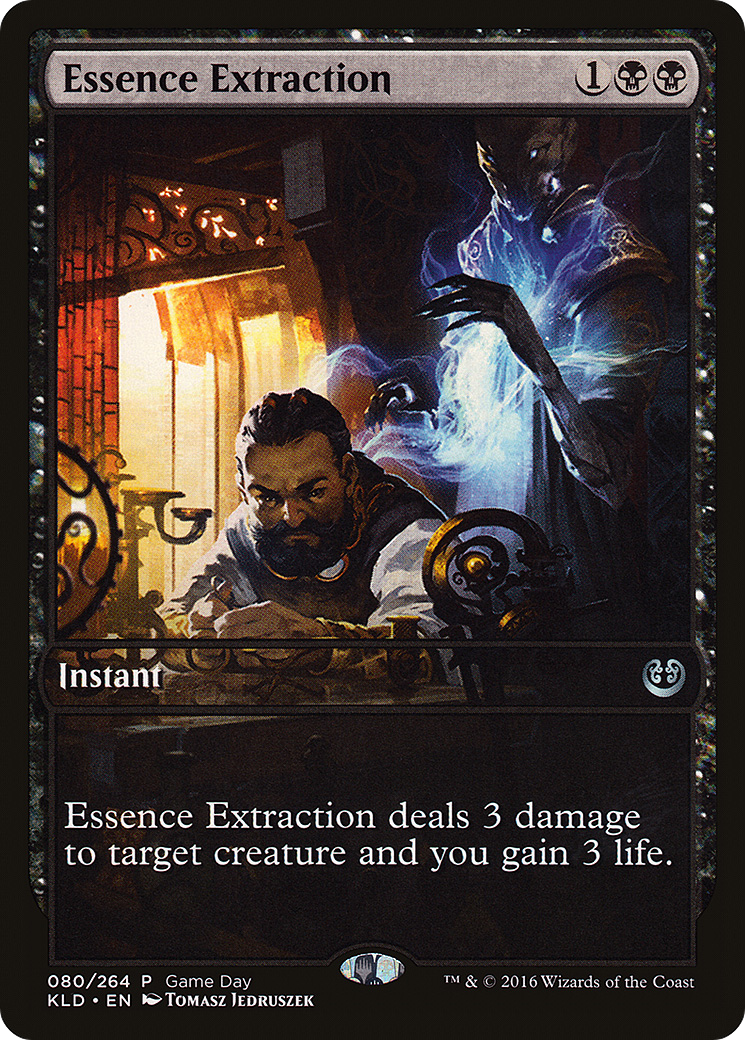 Essence Extraction 1
Instant
Essence Extraction deals 3 damage
to target creature and you gain 3 life.
080/264 P Game Day
KLD • EN Tomasz Jedruszek
™ & © 2016 Wizards of the Coast